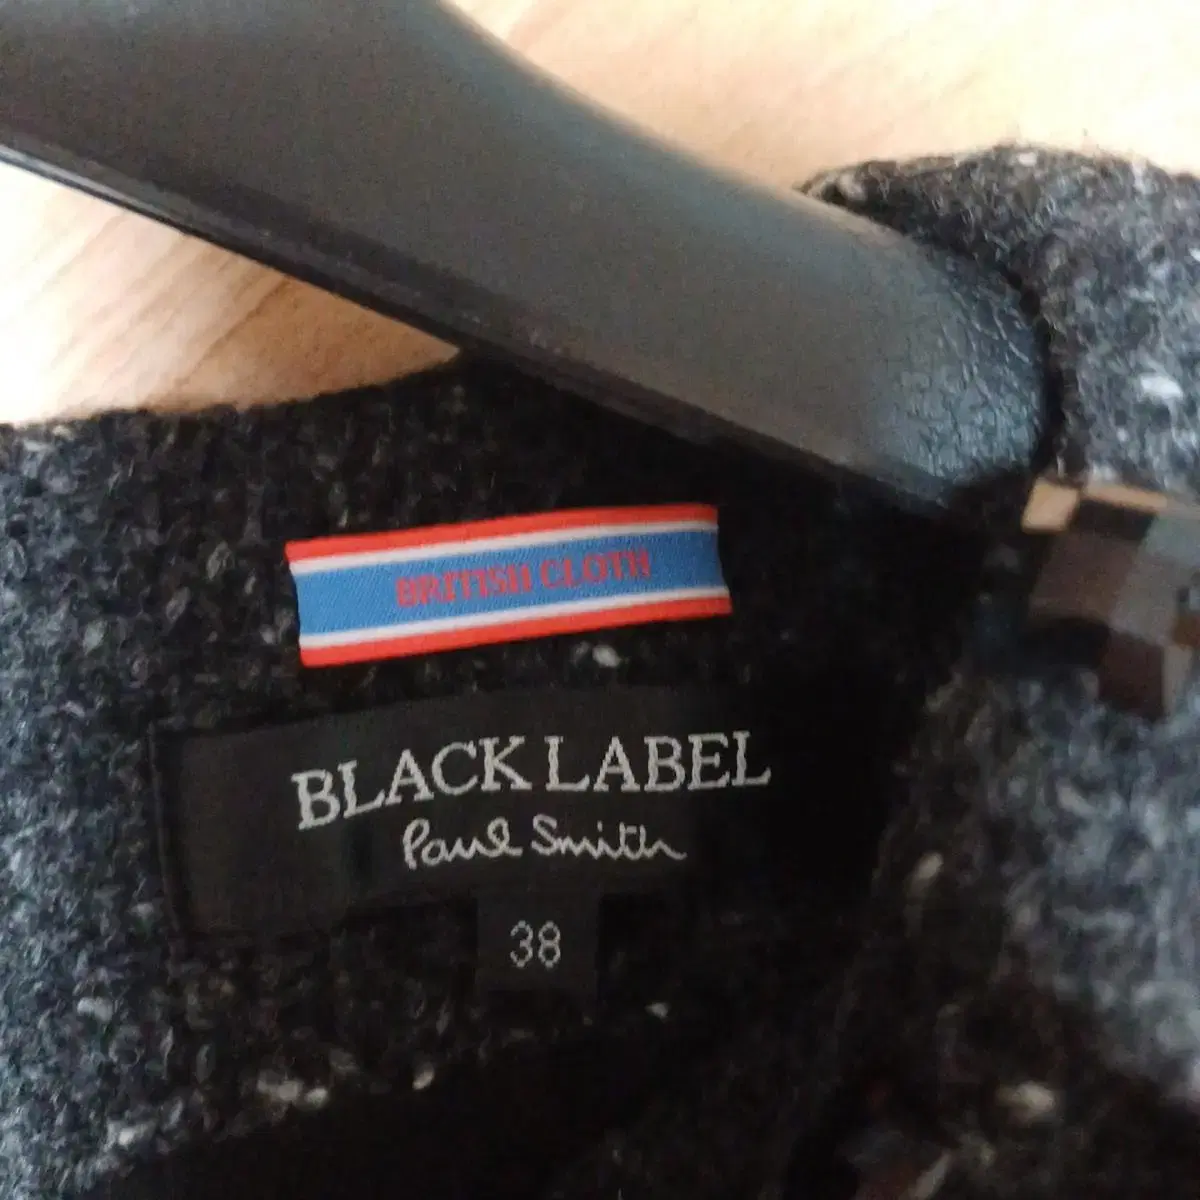 BRITISH CLOTH
BLACK LABEL
Paul Smith
38